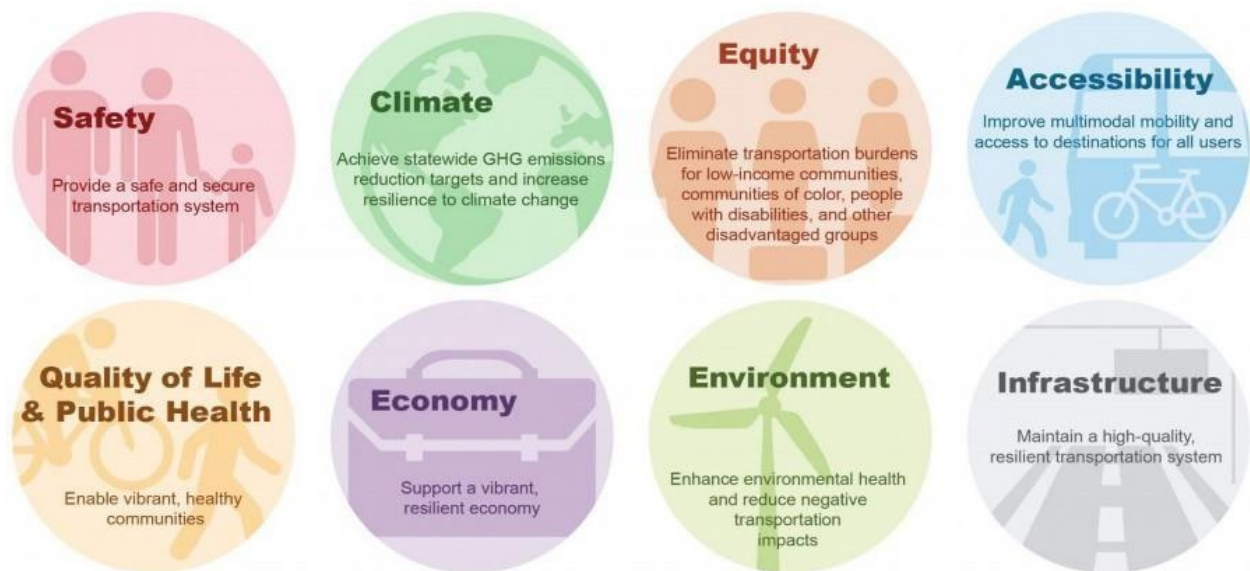 Safety
Provide a safe and secure
transportation system
Climate
Achieve statewide GHG emissions
reduction targets and increase
resilience to climate change
Equity
Eliminate transportation burdens
for low-income communities,
communities of color, people
with disabilities, and other
disadvantaged groups
Accessibility
Improve multimodal mobility and
access to destinations for all users
Quality of Life
& Public Health
Enable vibrant, healthy
communities
Economy
Support a vibrant,
resilient economy
Environment
Enhance environmental health
and reduce negative
transportation
impacts
Infrastructure
Maintain a high-quality,
resilient transportation system